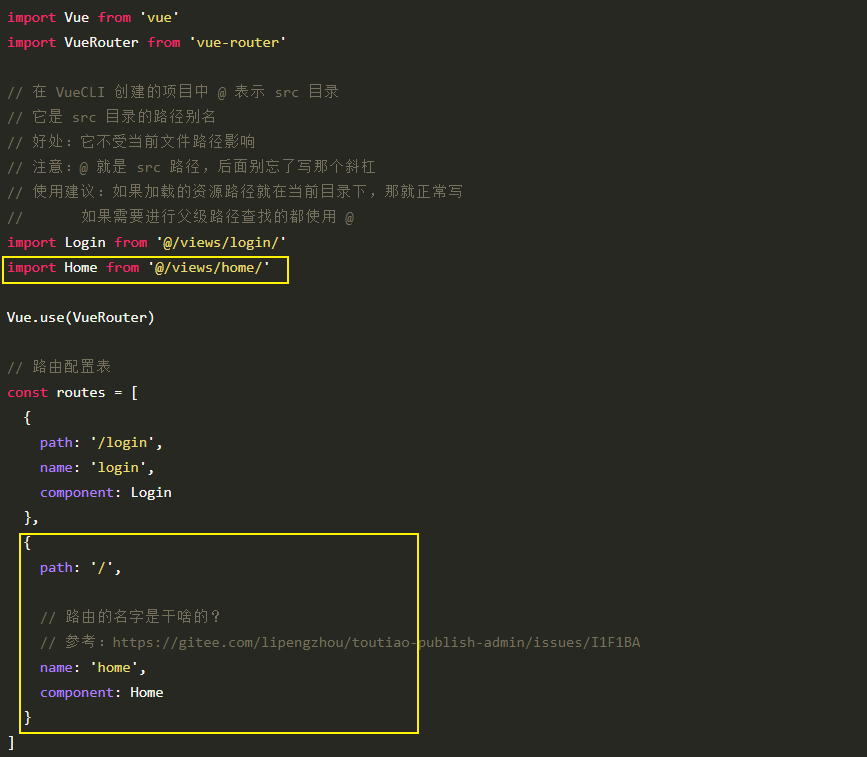 import Vue from 'vue'
import VueRouter from 'vue-router'
// 在 VueCLI 创建的项目中 @ 表示 src 目录
// 它是 src 目录的路径别名
// 好处：它不受当前文件路径影响
// 注意：@ 就是 src 路径，后面别忘了写那个斜杠
// 使用建议：如果加载的资源路径就在当前目录下，那就正常写
//       如果需要进行父级路径查找的都使用 @
import Login from '@/views/login/'
import Home from '@/views/home/'
Vue.use(VueRouter)
// 路由配置表
const routes = [
  {
    path: '/login',
    name: 'login',
    component: Login
  },
  {
    path: '/',
    // 路由的名字是干啥的？
    // 参考：https://gitee.com/lipengzhou/toutiao-publish-admin/issues/I1F1BA
    name: 'home',
    component: Home
  }
]